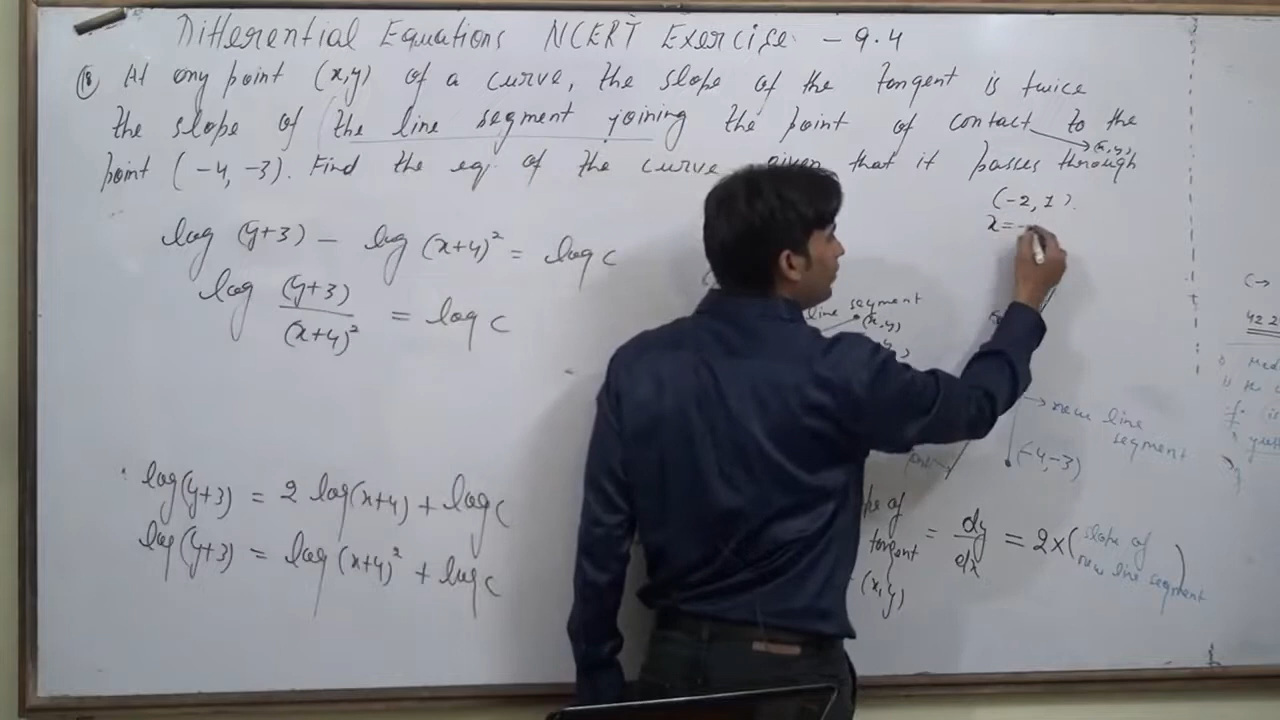 Differential Equations NCERT Exercise - 9.4
18 At any point (x,y) of a curve, the slope of the tangent is twice
the slope of the line segment joining the point of contact to the
(x,y)
point (-4,-3). Find the eq. of the curve given that it passes through
(-2, 1).
x=-
log (y+3) - log (x+4)² = log c
log (y+3)/(x+4)² = log c
line segment
(x,y)
new line
segment
(-4,-3)
log(y+3) = 2 log(x+4) + log c
log(y+3) = log(x+4)² + log c
of
tangent
(x,y)
= dy/dx = 2×(slope of
new line segment)